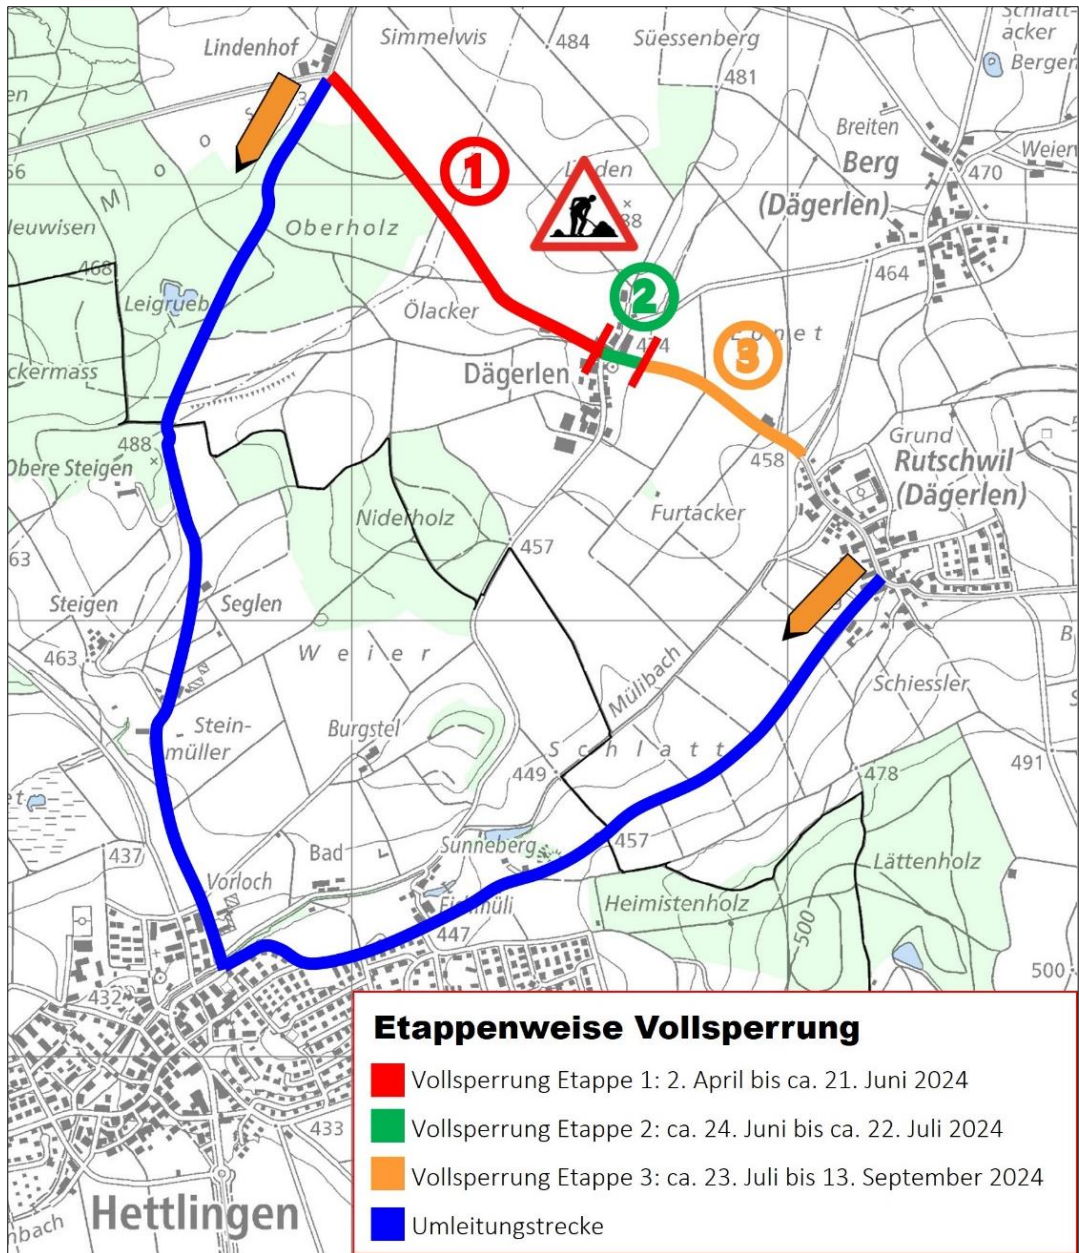 Lindenhof
Simmelwis
484
Süessenberg
481
Berger
Breiten
Berg
(Dägerlen)
Weier
470
1
Moos
Oberholz
468
Leigrueb
2
464
Ölacker
3
Dägerlen
Grund
Rutschwil
(Dägerlen)
488
Obere Steigen
458
Niderholz
Furtacker
457
63
Steigen
Seglen
463
Weier
Mülibach
Schiessler
Stein-
müller
Burgstel
Schlatt
449
478
491
457
437
Bad
Sunneberg
Lättenholz
Vorloch
Heimistenholz
447
500
500
432
433
Hettlingen
Etappenweise Vollsperrung
Vollsperrung Etappe 1: 2. April bis ca. 21. Juni 2024
Vollsperrung Etappe 2: ca. 24. Juni bis ca. 22. Juli 2024
Vollsperrung Etappe 3: ca. 23. Juli bis 13. September 2024
Umleitungstrecke